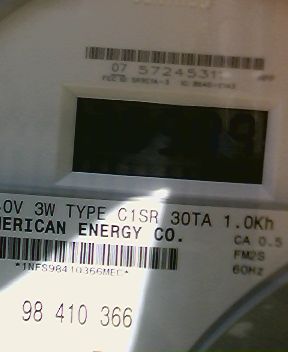 07 57245312
-0V 3W TYPE C1SR 30TA 1.0Kh
MERICAN ENERGY CO. CA 0.5
FM2S
*1NFS98410366MEC* 60Hz
98 410 366